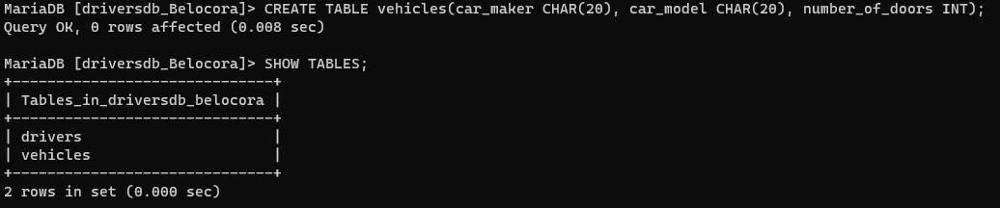 MariaDB [driversdb_Belocora]> CREATE TABLE vehicles(car_maker CHAR(20), car_model CHAR(20), number_of_doors INT);
Query OK, 0 rows affected (0.008 sec)

MariaDB [driversdb_Belocora]> SHOW TABLES;
+------------------------------+
| Tables_in_driversdb_belocora |
+------------------------------+
| drivers                      |
| vehicles                     |
+------------------------------+
2 rows in set (0.000 sec)